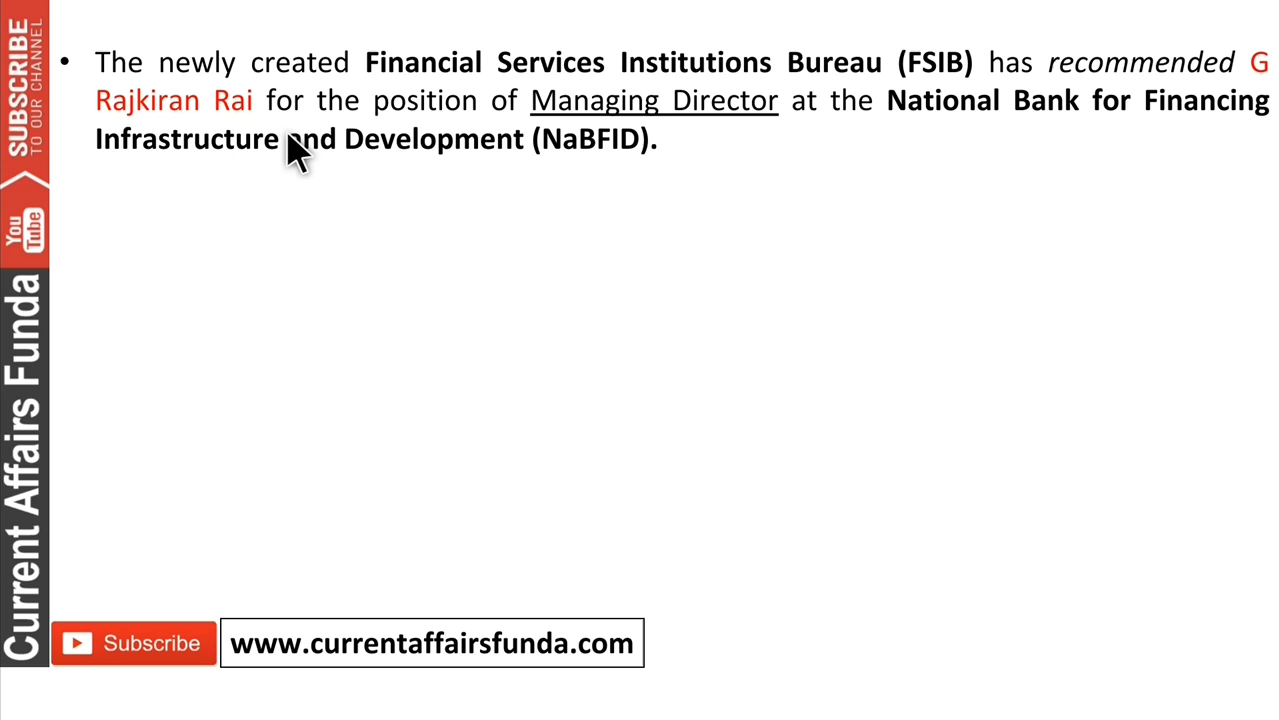 • The newly created Financial Services Institutions Bureau (FSIB) has recommended G
Rajkiran Rai for the position of Managing Director at the National Bank for Financing
Infrastructure and Development (NaBFID).
SUBSCRIBE
TO OUR CHANNEL
You
Tube
Current Affairs Funda
Subscribe
www.currentaffairsfunda.com